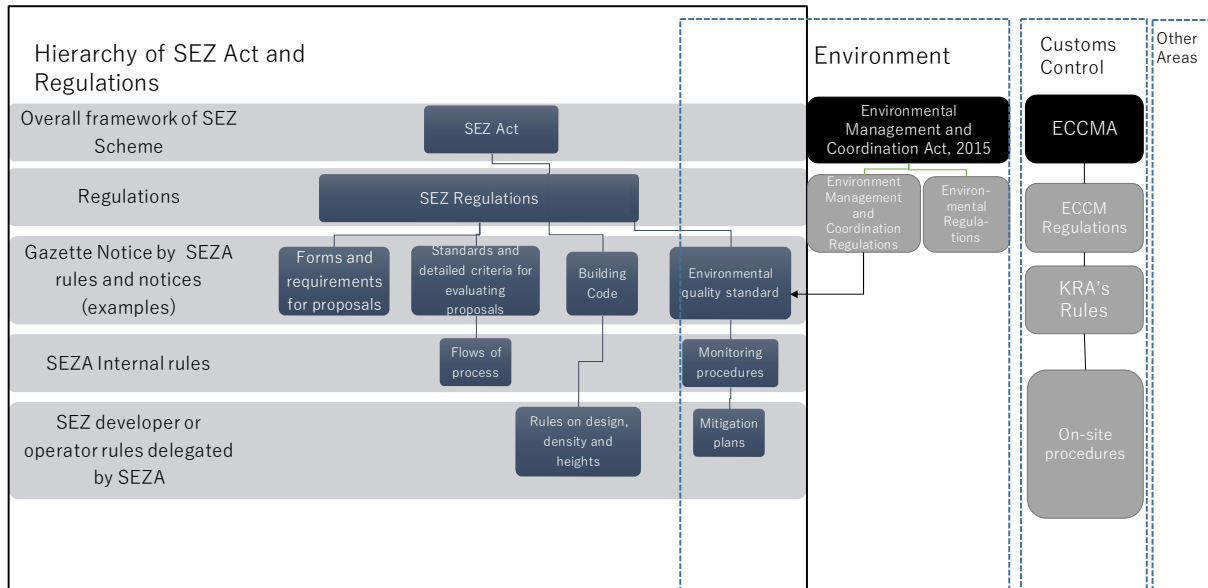 Hierarchy of SEZ Act and
Regulations
Environment
Customs
Control
Other
Areas
Overall framework of SEZ
Scheme
SEZ Act
Environmental
Management and
Coordination Act, 2015
ECCMA
Regulations
SEZ Regulations
Environment
Management
and
Coordination
Regulations
Environ-
mental
Regula-
tions
ECCM
Regulations
Gazette Notice by SEZA
rules and notices
(examples)
Forms and
requirements
for proposals
Standards and
detailed criteria for
evaluating
proposals
Building
Code
Environmental
quality standard
KRA's
Rules
SEZA Internal rules
Flows of
process
Monitoring
procedures
SEZ developer or
operator rules delegated
by SEZA
Rules on design,
density and
heights
Mitigation
plans
On-site
procedures